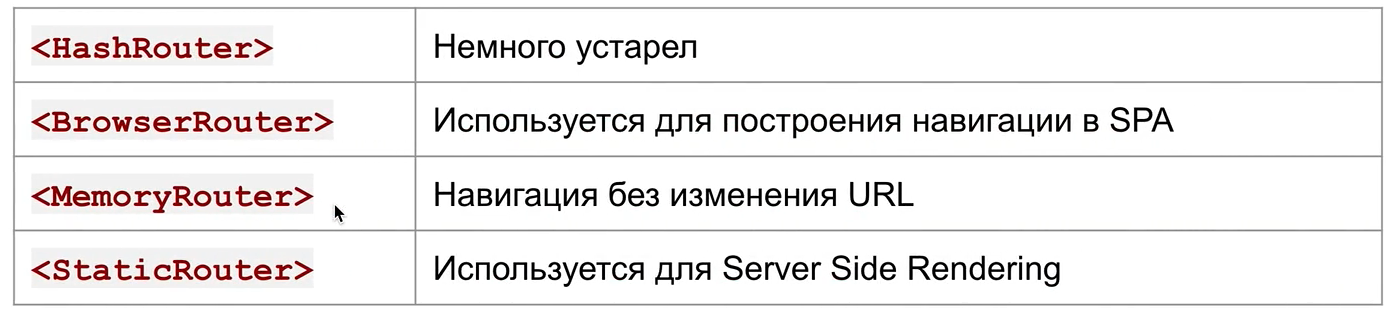 <HashRouter> Немного устарел
<BrowserRouter> Используется для построения навигации в SPA
<MemoryRouter> Навигация без изменения URL
<StaticRouter> Используется для Server Side Rendering